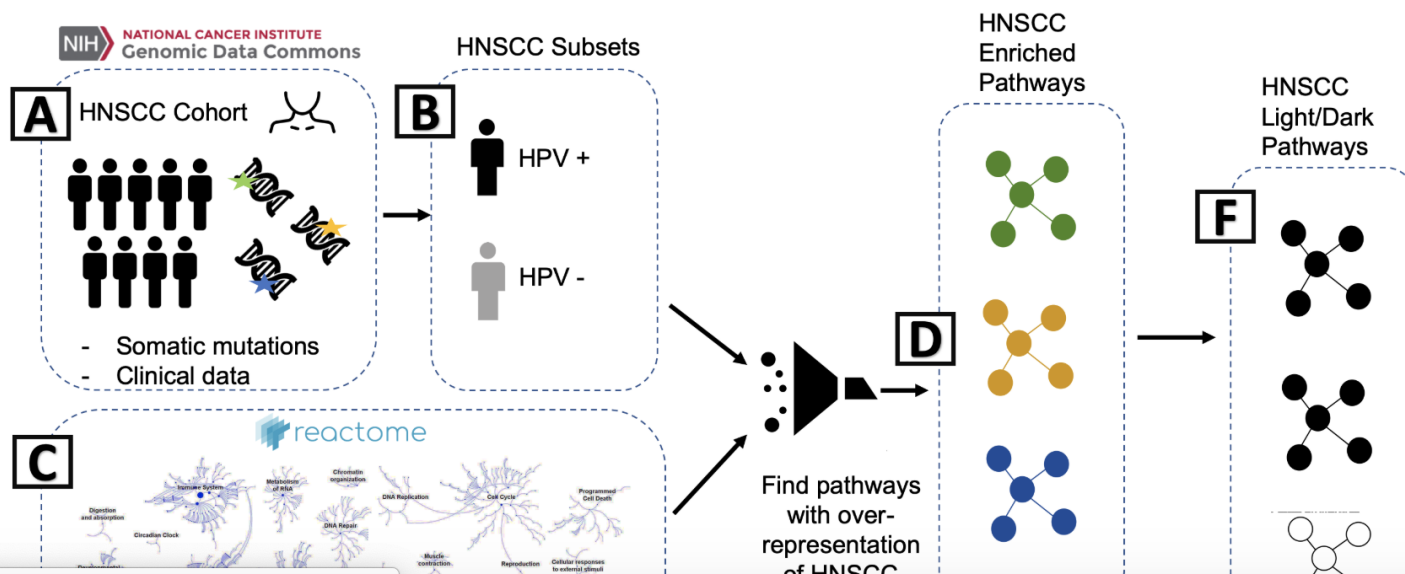 NIH
NATIONAL CANCER INSTITUTE
Genomic Data Commons
A
HNSCC Cohort
- Somatic mutations
- Clinical data
HNSCC Subsets
B
HPV +
HPV -
C
reactome
Immune System
Metabolism
of RNA
Chromatin
organization
DNA Replication
Cell Cycle
Programmed
Cell Death
Digestion
and absorption
Circadian Clock
DNA Repair
Muscle
contraction
Reproduction
Cellular responses
to external stimuli
Find pathways
with over-
representation
of HNSCC
HNSCC
Enriched
Pathways
D
HNSCC
Light/Dark
Pathways
F